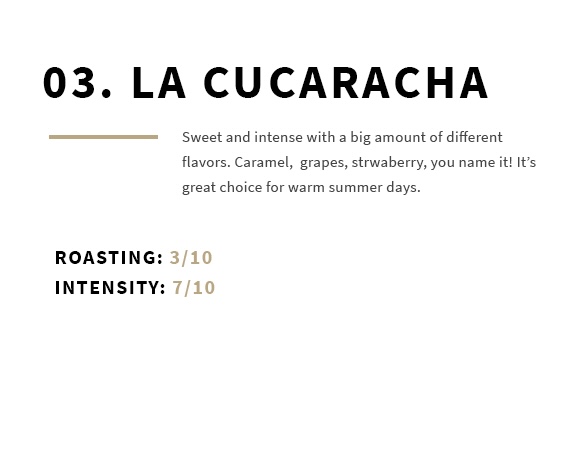 03. LA CUCARACHA
Sweet and intense with a big amount of different
flavors. Caramel,  grapes, strwaberry, you name it! It’s
great choice for warm summer days.
ROASTING: 3/10
INTENSITY: 7/10